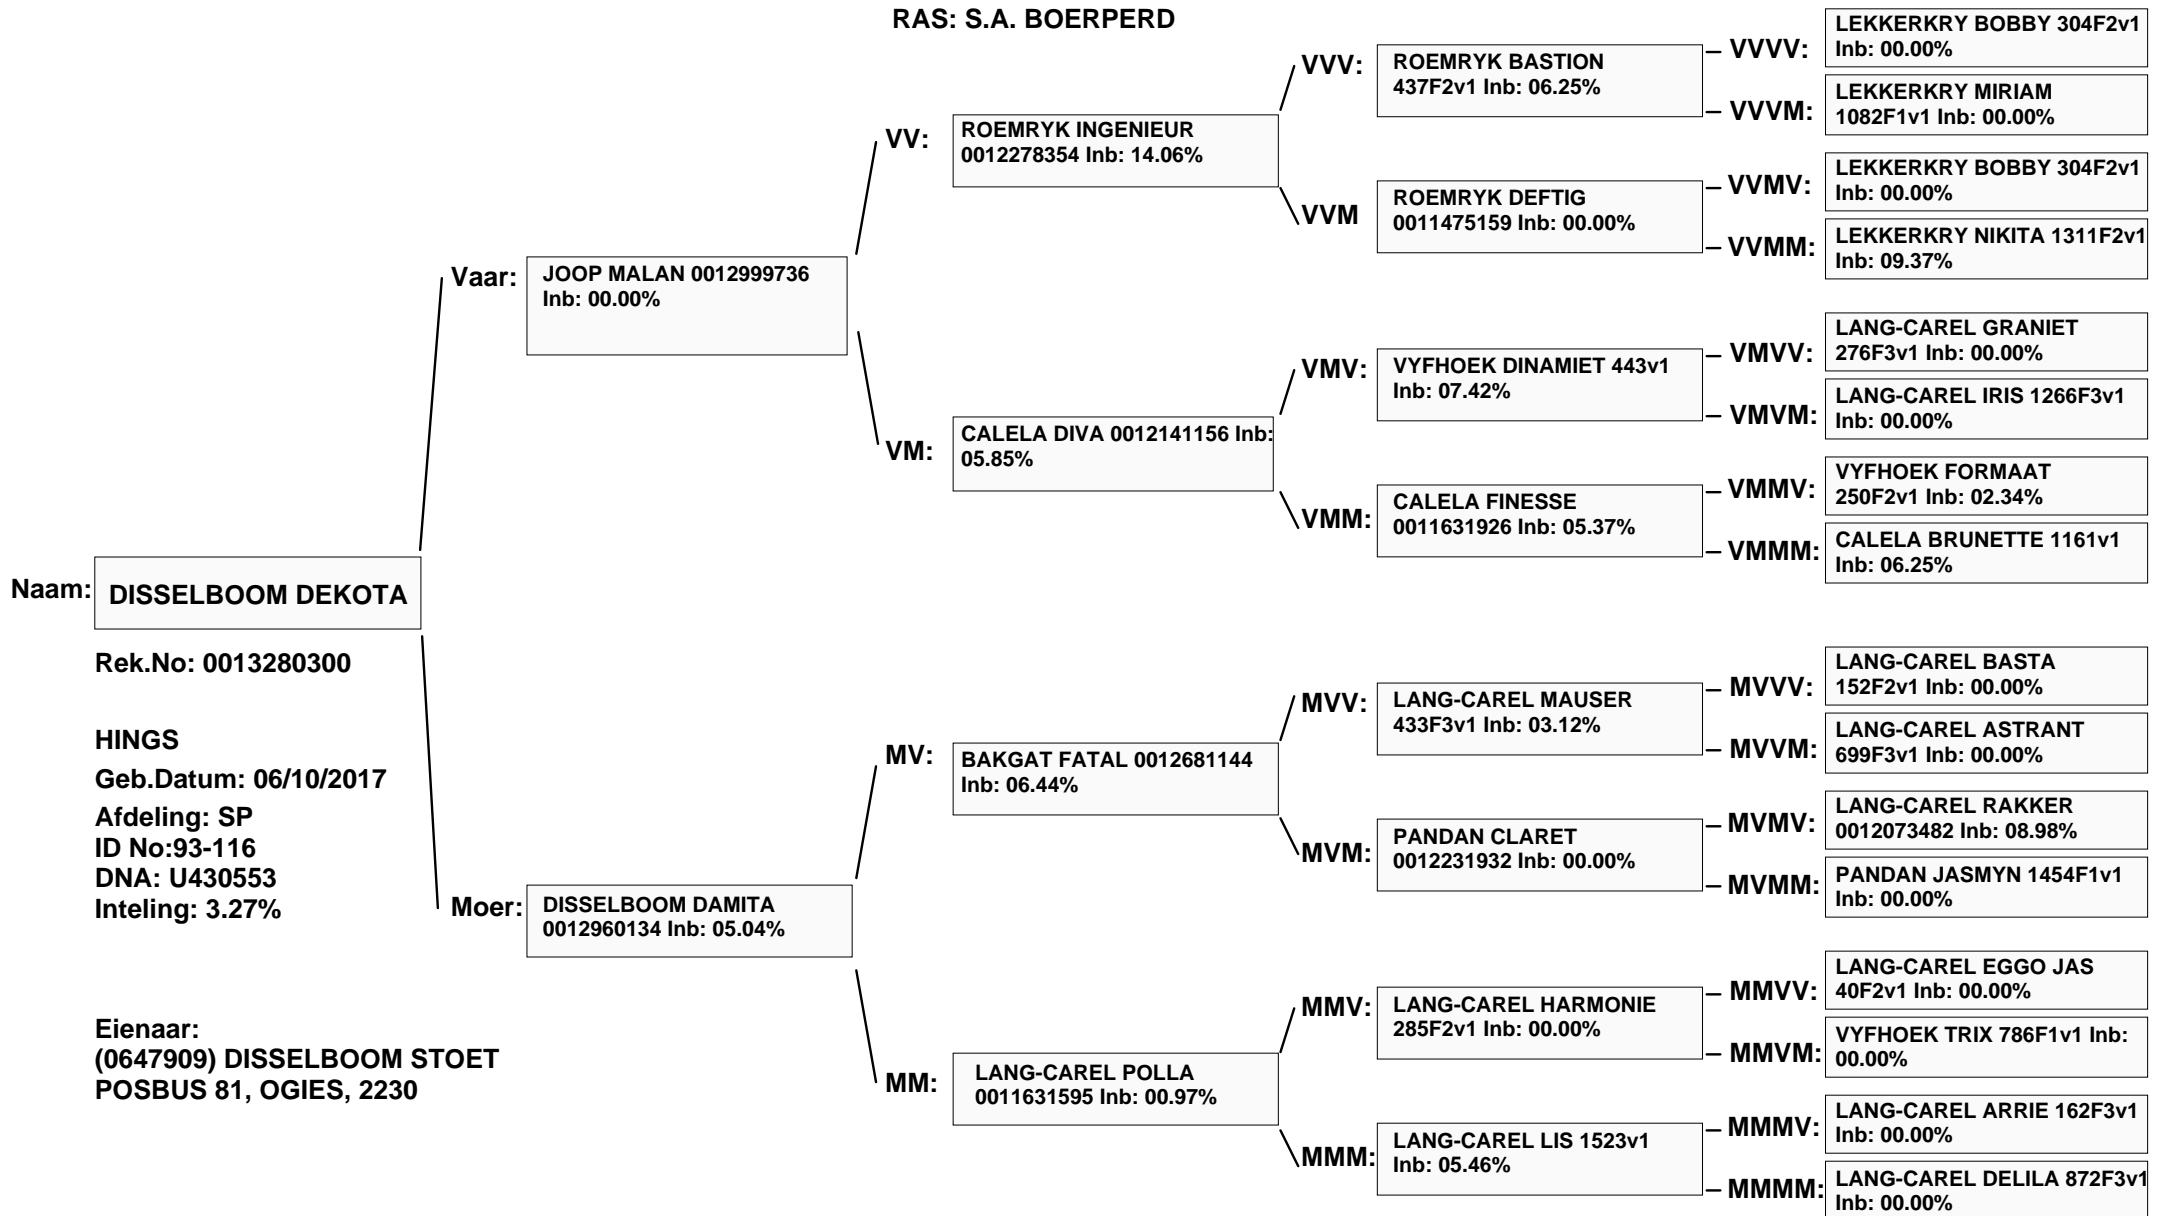 RAS: S.A. BOERPERD
Naam:
DISSELBOOM DEKOTA
Rek.No: 0013280300
HINGS
Geb.Datum: 06/10/2017
Afdeling: SP
ID No:93-116
DNA: U430553
Inteling: 3.27%
Eienaar:
(0647909) DISSELBOOM STOET
POSBUS 81, OGIES, 2230
Vaar:
JOOP MALAN 0012999736
Inb: 00.00%
Moer:
DISSELBOOM DAMITA
0012960134 Inb: 05.04%
VV:
ROEMRYK INGENIEUR
0012278354 Inb: 14.06%
VM:
CALELA DIVA 0012141156 Inb:
05.85%
MV:
BAKGAT FATAL 0012681144
Inb: 06.44%
MM:
LANG-CAREL POLLA
0011631595 Inb: 00.97%
VVV:
ROEMRYK BASTION
437F2v1 Inb: 06.25%
VVM
ROEMRYK DEFTIG
0011475159 Inb: 00.00%
VMV:
VYFHOEK DINAMIET 443v1
Inb: 07.42%
VMM:
CALELA FINESSE
0011631926 Inb: 05.37%
MVV:
LANG-CAREL MAUSER
433F3v1 Inb: 03.12%
MVM:
PANDAN CLARET
0012231932 Inb: 00.00%
MMV:
LANG-CAREL HARMONIE
285F2v1 Inb: 00.00%
MMM:
LANG-CAREL LIS 1523v1
Inb: 05.46%
VVVV:
LEKKERKRY BOBBY 304F2v1
Inb: 00.00%
VVVM:
LEKKERKRY MIRIAM
1082F1v1 Inb: 00.00%
VVMV:
LEKKERKRY BOBBY 304F2v1
Inb: 00.00%
VVMM:
LEKKERKRY NIKITA 1311F2v1
Inb: 09.37%
VMVV:
LANG-CAREL GRANIET
276F3v1 Inb: 00.00%
VMVM:
LANG-CAREL IRIS 1266F3v1
Inb: 00.00%
VMMV:
VYFHOEK FORMAAT
250F2v1 Inb: 02.34%
VMMM:
CALELA BRUNETTE 1161v1
Inb: 06.25%
MVVV:
LANG-CAREL BASTA
152F2v1 Inb: 00.00%
MVVM:
LANG-CAREL ASTRANT
699F3v1 Inb: 00.00%
MVMV:
LANG-CAREL RAKKER
0012073482 Inb: 08.98%
MVMM:
PANDAN JASMYN 1454F1v1
Inb: 00.00%
MMVV:
LANG-CAREL EGGO JAS
40F2v1 Inb: 00.00%
MMVM:
VYFHOEK TRIX 786F1v1 Inb:
00.00%
MMMV:
LANG-CAREL ARRIE 162F3v1
Inb: 00.00%
MMMM:
LANG-CAREL DELILA 872F3v1
Inb: 00.00%